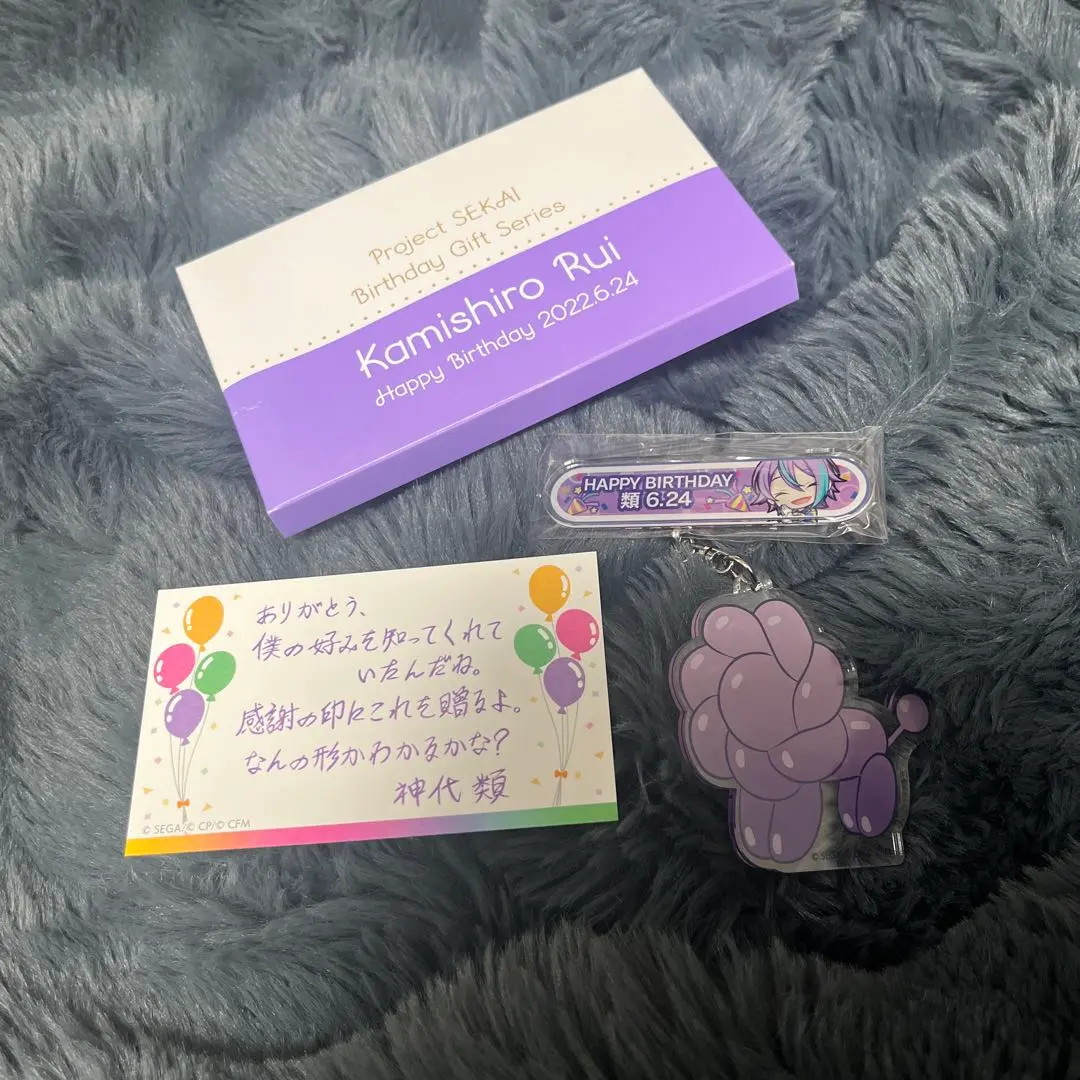 Project SEKAI
Birthday Gift Series
Kamishiro Rui
Happy Birthday 2022.6.24
HAPPY BIRTHDAY
類 6.24
ありがとう、
僕の好みを知ってくれて
いたんだね。
感謝の印にこれを贈るよ。
なんの形かわかるかな?
神代 類
© SEGA/© CP/© CFM